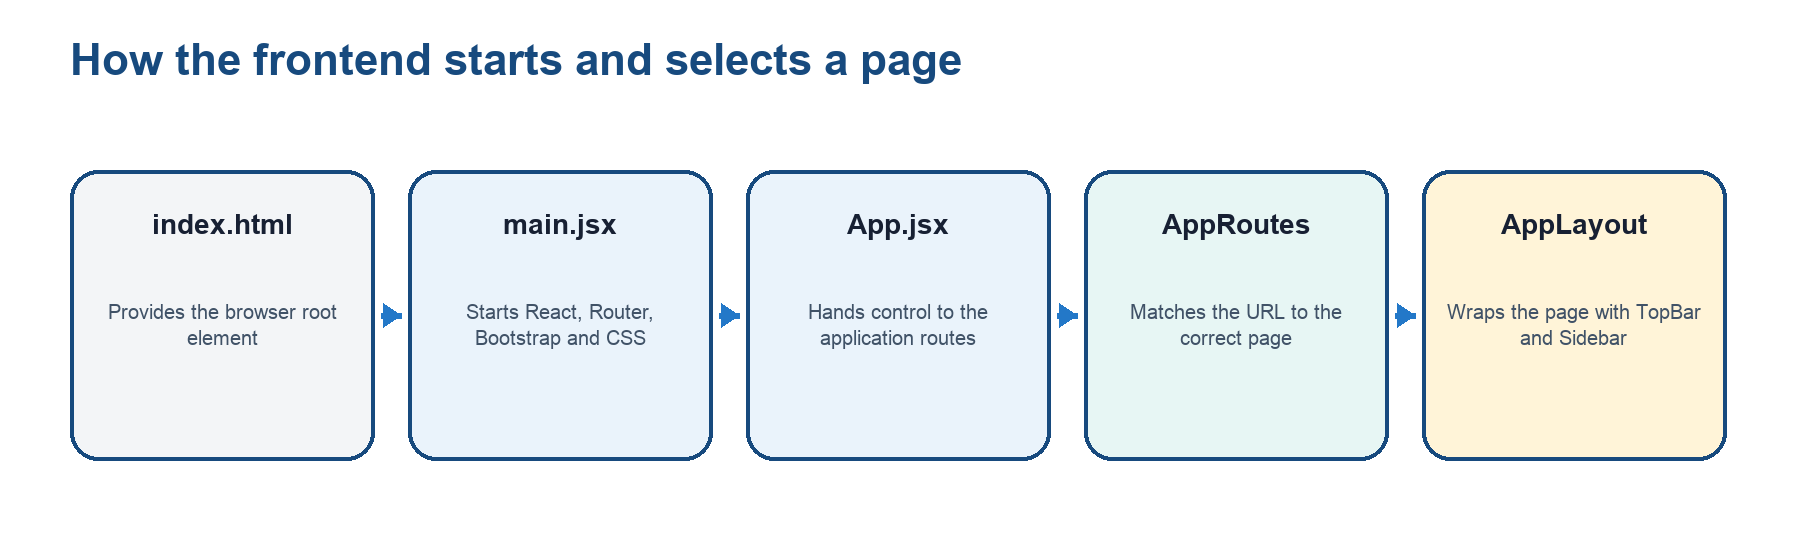 How the frontend starts and selects a page
index.html
Provides the browser root
element
main.jsx
Starts React, Router,
Bootstrap and CSS
App.jsx
Hands control to the
application routes
AppRoutes
Matches the URL to the
correct page
AppLayout
Wraps the page with TopBar
and Sidebar